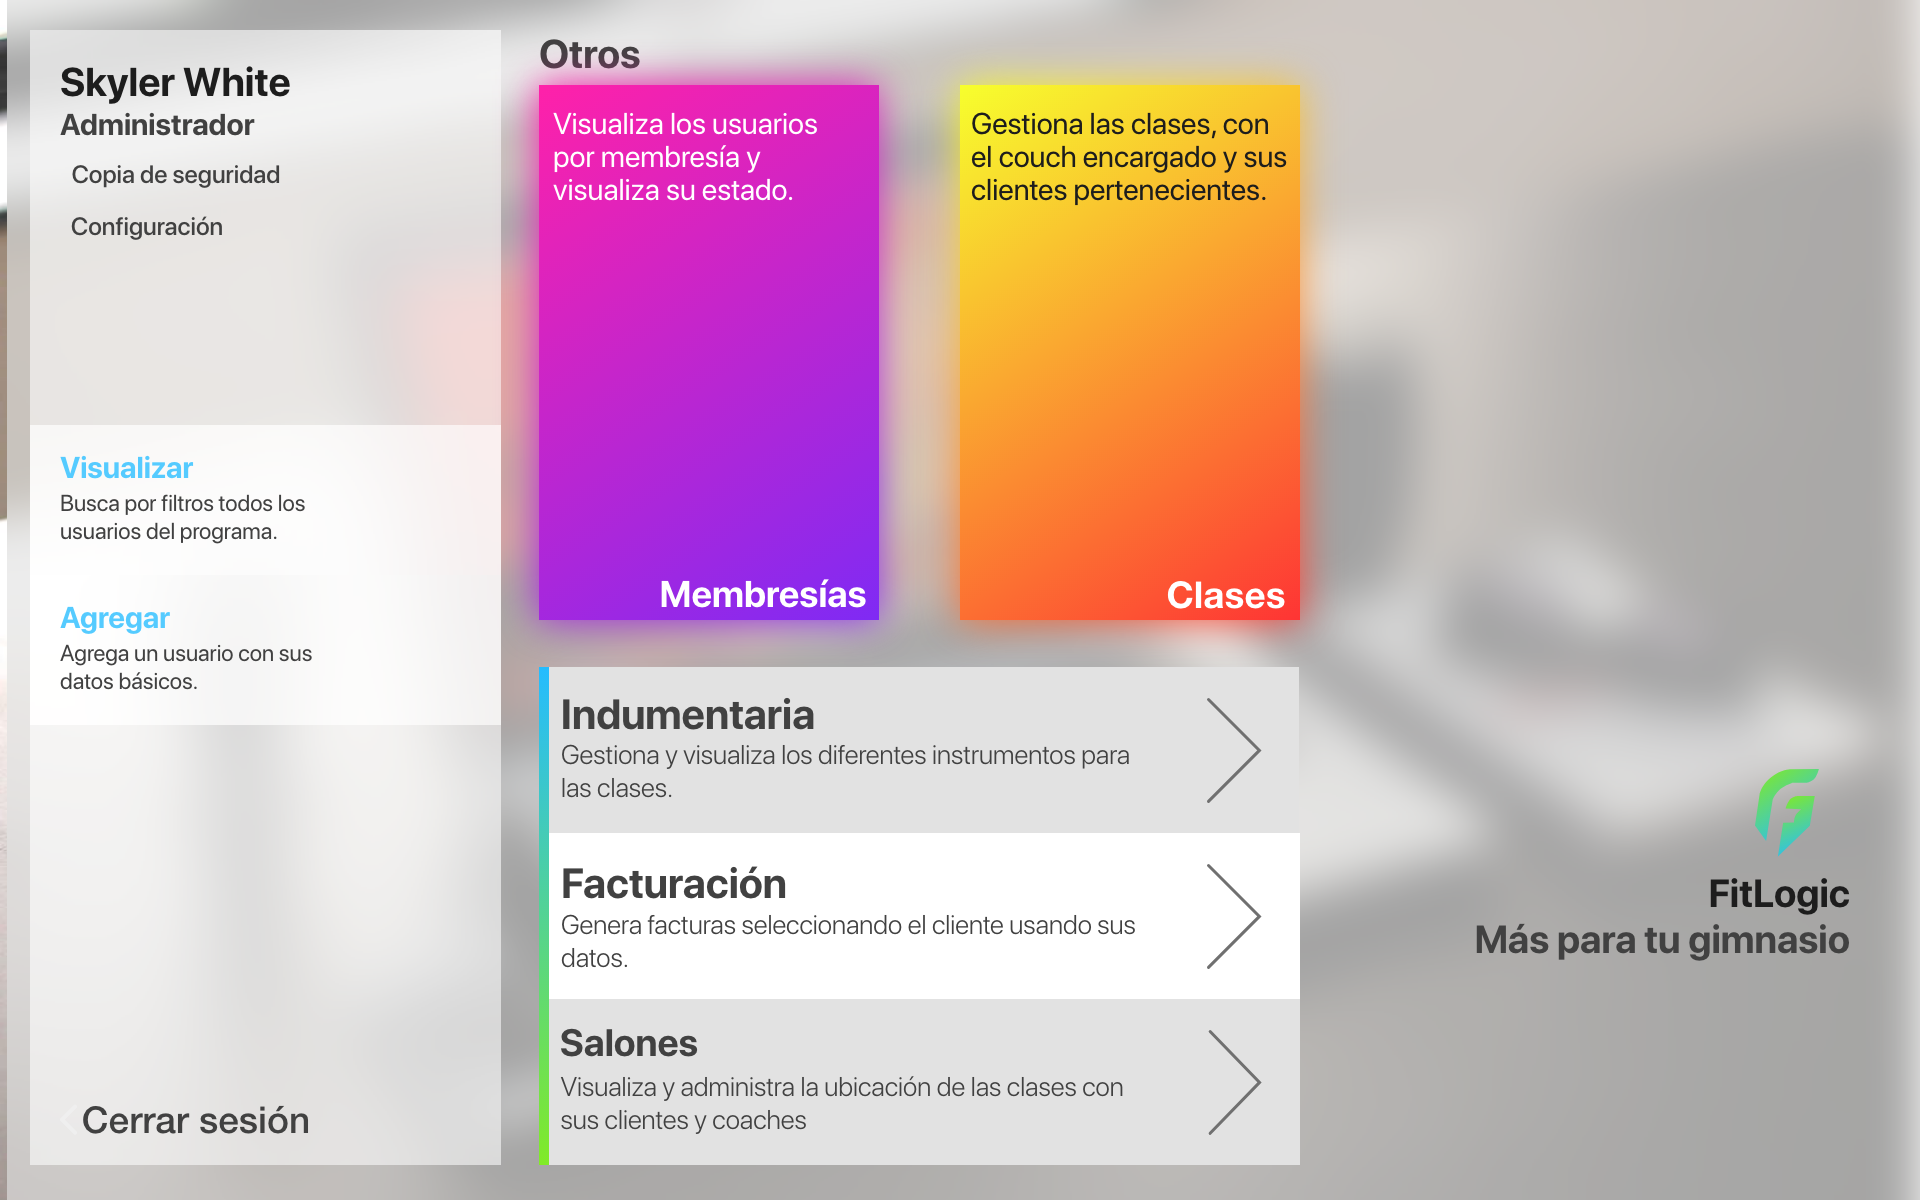 Skyler White
Administrador
Copia de seguridad
Configuración
Visualizar
Busca por filtros todos los
usuarios del programa.
Agregar
Agrega un usuario con sus
datos básicos.
Cerrar sesión
Otros
Visualiza los usuarios
por membresía y
visualiza su estado.
Membresías
Gestiona las clases, con
el couch encargado y sus
clientes pertenecientes.
Clases
Indumentaria
Gestiona y visualiza los diferentes instrumentos para
las clases.
Facturación
Genera facturas seleccionando el cliente usando sus
datos.
Salones
Visualiza y administra la ubicación de las clases con
sus clientes y coaches
FitLogic
Más para tu gimnasio